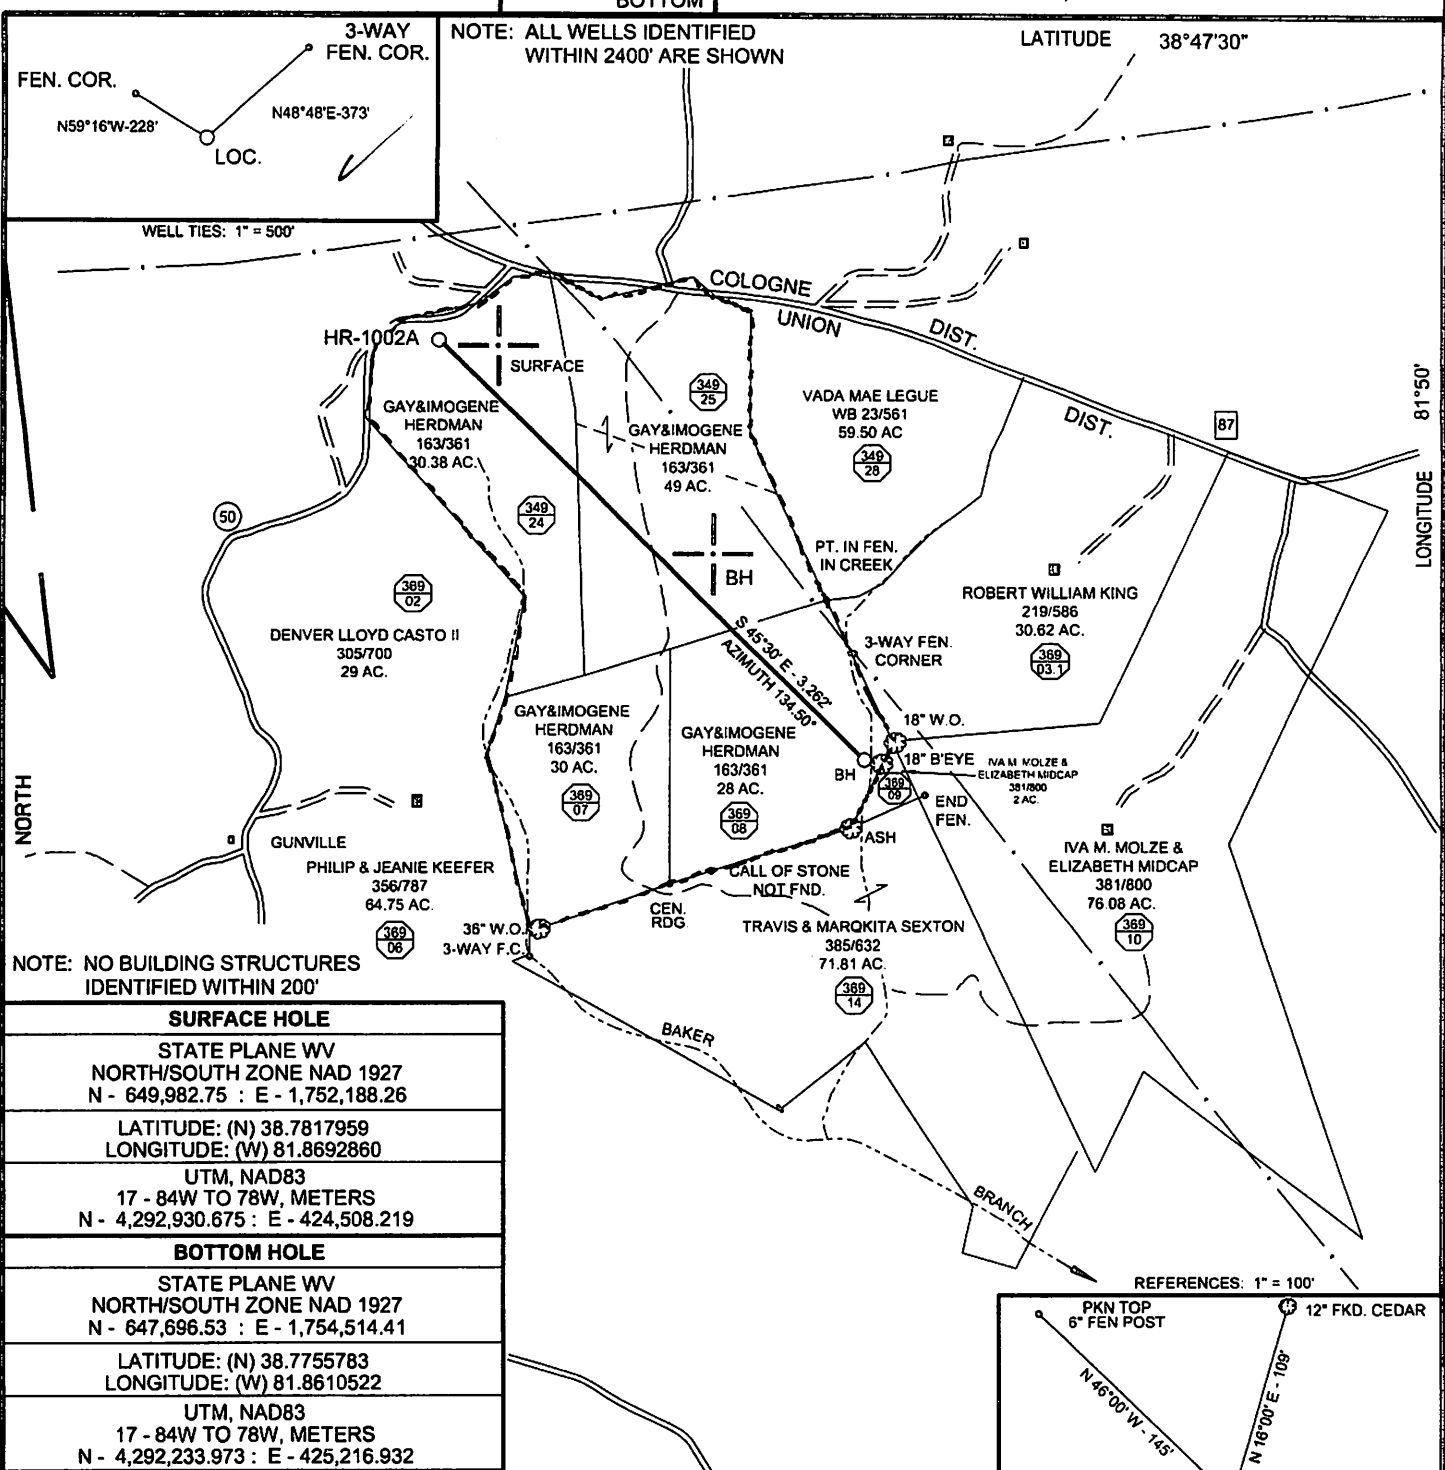 BOTTOM
3-WAY
FEN. COR.
FEN. COR.
N59°16'W-228'
N48°48'E-373'
LOC.
WELL TIES: 1" = 500'
NOTE: ALL WELLS IDENTIFIED
WITHIN 2400' ARE SHOWN
LATITUDE 38°47'30"
COLOGNE
UNION
DIST.
DIST.
HR-1002A
SURFACE
87
81°50'
LONGITUDE
349
25
VADA MAE LEGUE
WB 23/561
59.50 AC
349
28
GAY&IMOGENE
HERDMAN
163/361
30.38 AC.
GAY&IMOGENE
HERDMAN
163/361
49 AC.
349
24
50
PT. IN FEN.
IN CREEK
BH
369
02
DENVER LLOYD CASTO II
305/700
29 AC.
ROBERT WILLIAM KING
219/586
30.62 AC.
369
03.1
S 45°30' E - 3,262'
AZIMUTH 134.50°
3-WAY FEN.
CORNER
GAY&IMOGENE
HERDMAN
163/361
30 AC.
369
07
GAY&IMOGENE
HERDMAN
163/361
28 AC.
369
08
18" W.O.
18" B'EYE
BH
369
09
IVA M. MOLZE &
ELIZABETH MIDCAP
381/800
2 AC.
END
FEN.
ASH
NORTH
GUNVILLE
PHILIP & JEANIE KEEFER
356/787
64.75 AC.
369
06
CALL OF STONE
NOT FND.
CEN.
RDG.
36" W.O.
3-WAY F.C.
IVA M. MOLZE &
ELIZABETH MIDCAP
381/800
76.08 AC.
369
10
TRAVIS & MARQKITA SEXTON
385/632
71.81 AC.
369
14
NOTE: NO BUILDING STRUCTURES
IDENTIFIED WITHIN 200'
BAKER
BRANCH
SURFACE HOLE
STATE PLANE WV
NORTH/SOUTH ZONE NAD 1927
N - 649,982.75 : E - 1,752,188.26
LATITUDE: (N) 38.7817959
LONGITUDE: (W) 81.8692860
UTM, NAD83
17 - 84W TO 78W, METERS
N - 4,292,930.675 : E - 424,508.219
BOTTOM HOLE
STATE PLANE WV
NORTH/SOUTH ZONE NAD 1927
N - 647,696.53 : E - 1,754,514.41
LATITUDE: (N) 38.7755783
LONGITUDE: (W) 81.8610522
UTM, NAD83
17 - 84W TO 78W, METERS
N - 4,292,233.973 : E - 425,216.932
REFERENCES: 1" = 100'
PKN TOP
6" FEN POST
12" FKD. CEDAR
N 46°00' W - 145'
N 16°00' E - 109'